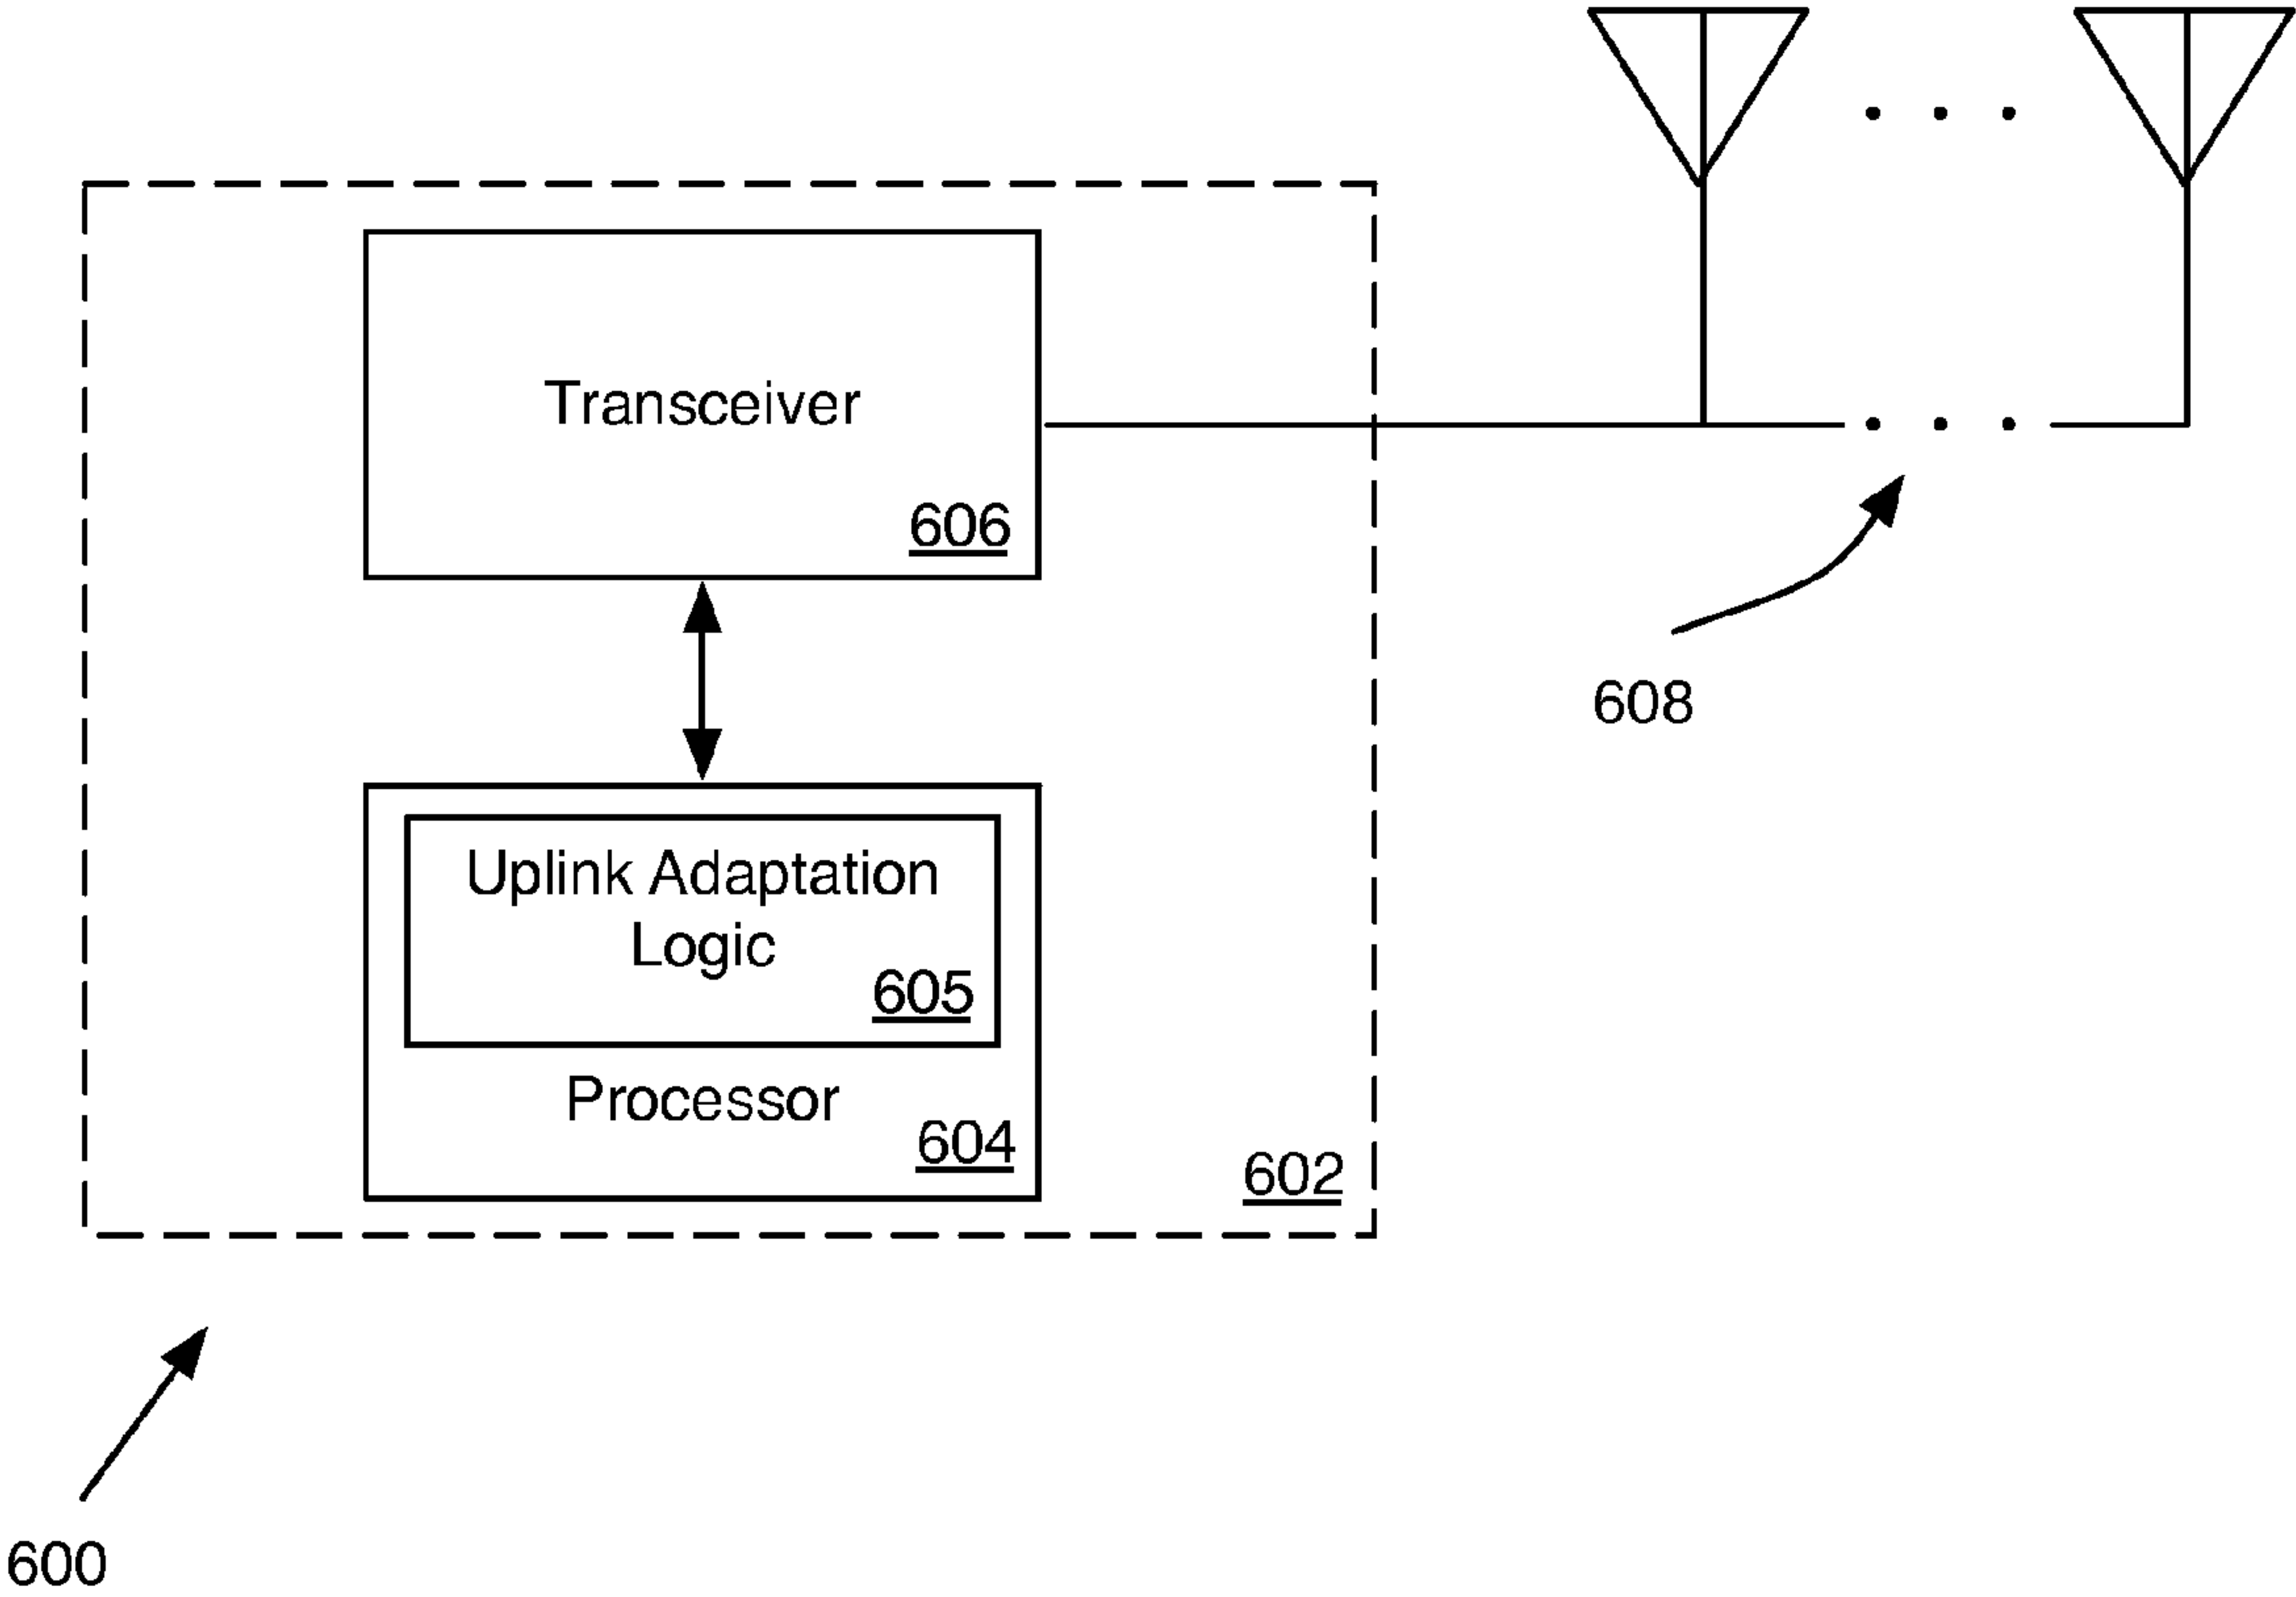 Transceiver
606
608
Uplink Adaptation
Logic
605
Processor
604
602
600